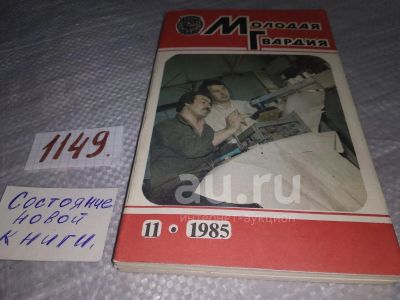 Молодая
Гвардия
1149.
Состояние
новой
книги.
au.ru
интернет-аукцион
11 • 1985